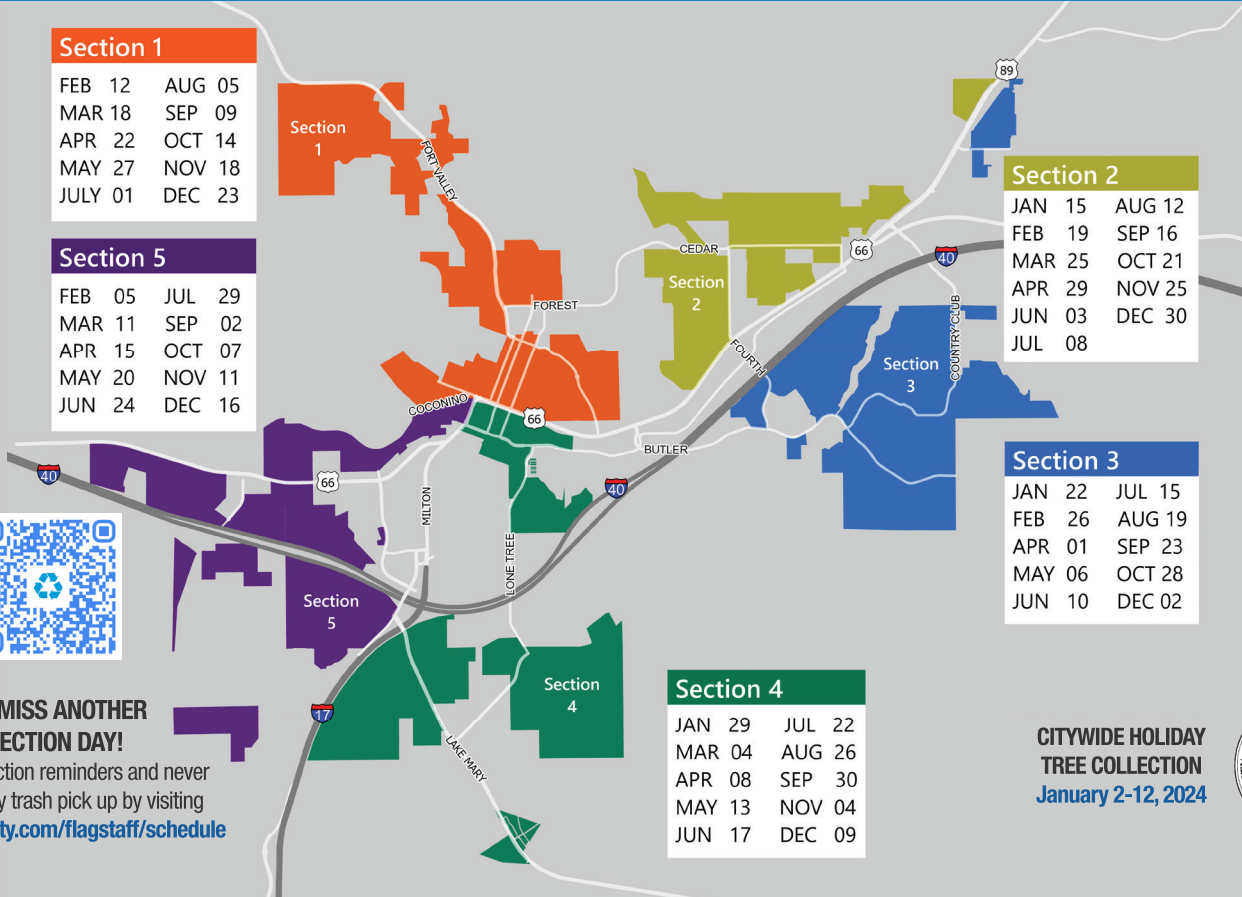 Section 1
FEB 12 AUG 05
MAR 18 SEP 09
APR 22 OCT 14
MAY 27 NOV 18
JULY 01 DEC 23
Section 5
FEB 05 JUL 29
MAR 11 SEP 02
APR 15 OCT 07
MAY 20 NOV 11
JUN 24 DEC 16
Section 2
JAN 15 AUG 12
FEB 19 SEP 16
MAR 25 OCT 21
APR 29 NOV 25
JUN 03 DEC 30
JUL 08
Section 3
JAN 22 JUL 15
FEB 26 AUG 19
APR 01 SEP 23
MAY 06 OCT 28
JUN 10 DEC 02
Section 4
JAN 29 JUL 22
MAR 04 AUG 26
APR 08 SEP 30
MAY 13 NOV 04
JUN 17 DEC 09
Section
1
FORT VALLEY
89
CEDAR
66
40
Section
2
FOREST
FOURTH
COUNTRY CLUB
Section
3
COCONINO
66
BUTLER
40
66
MILTON
40
LONE TREE
Section
5
Section
4
17
LAKE MARY
MISS ANOTHER
ECTION DAY!
ction reminders and never
y trash pick up by visiting
ty.com/flagstaff/schedule
CITYWIDE HOLIDAY
TREE COLLECTION
January 2-12, 2024